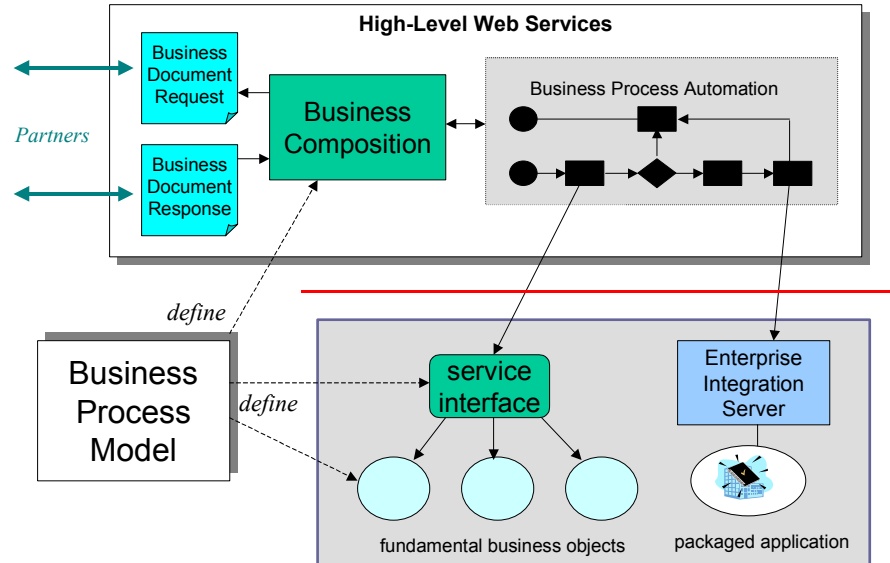 High-Level Web Services
Business
Document
Request
Business
Composition
Business Process Automation
Partners
Business
Document
Response
define
Business
Process
Model
define
service
interface
Enterprise
Integration
Server
fundamental business objects
packaged application